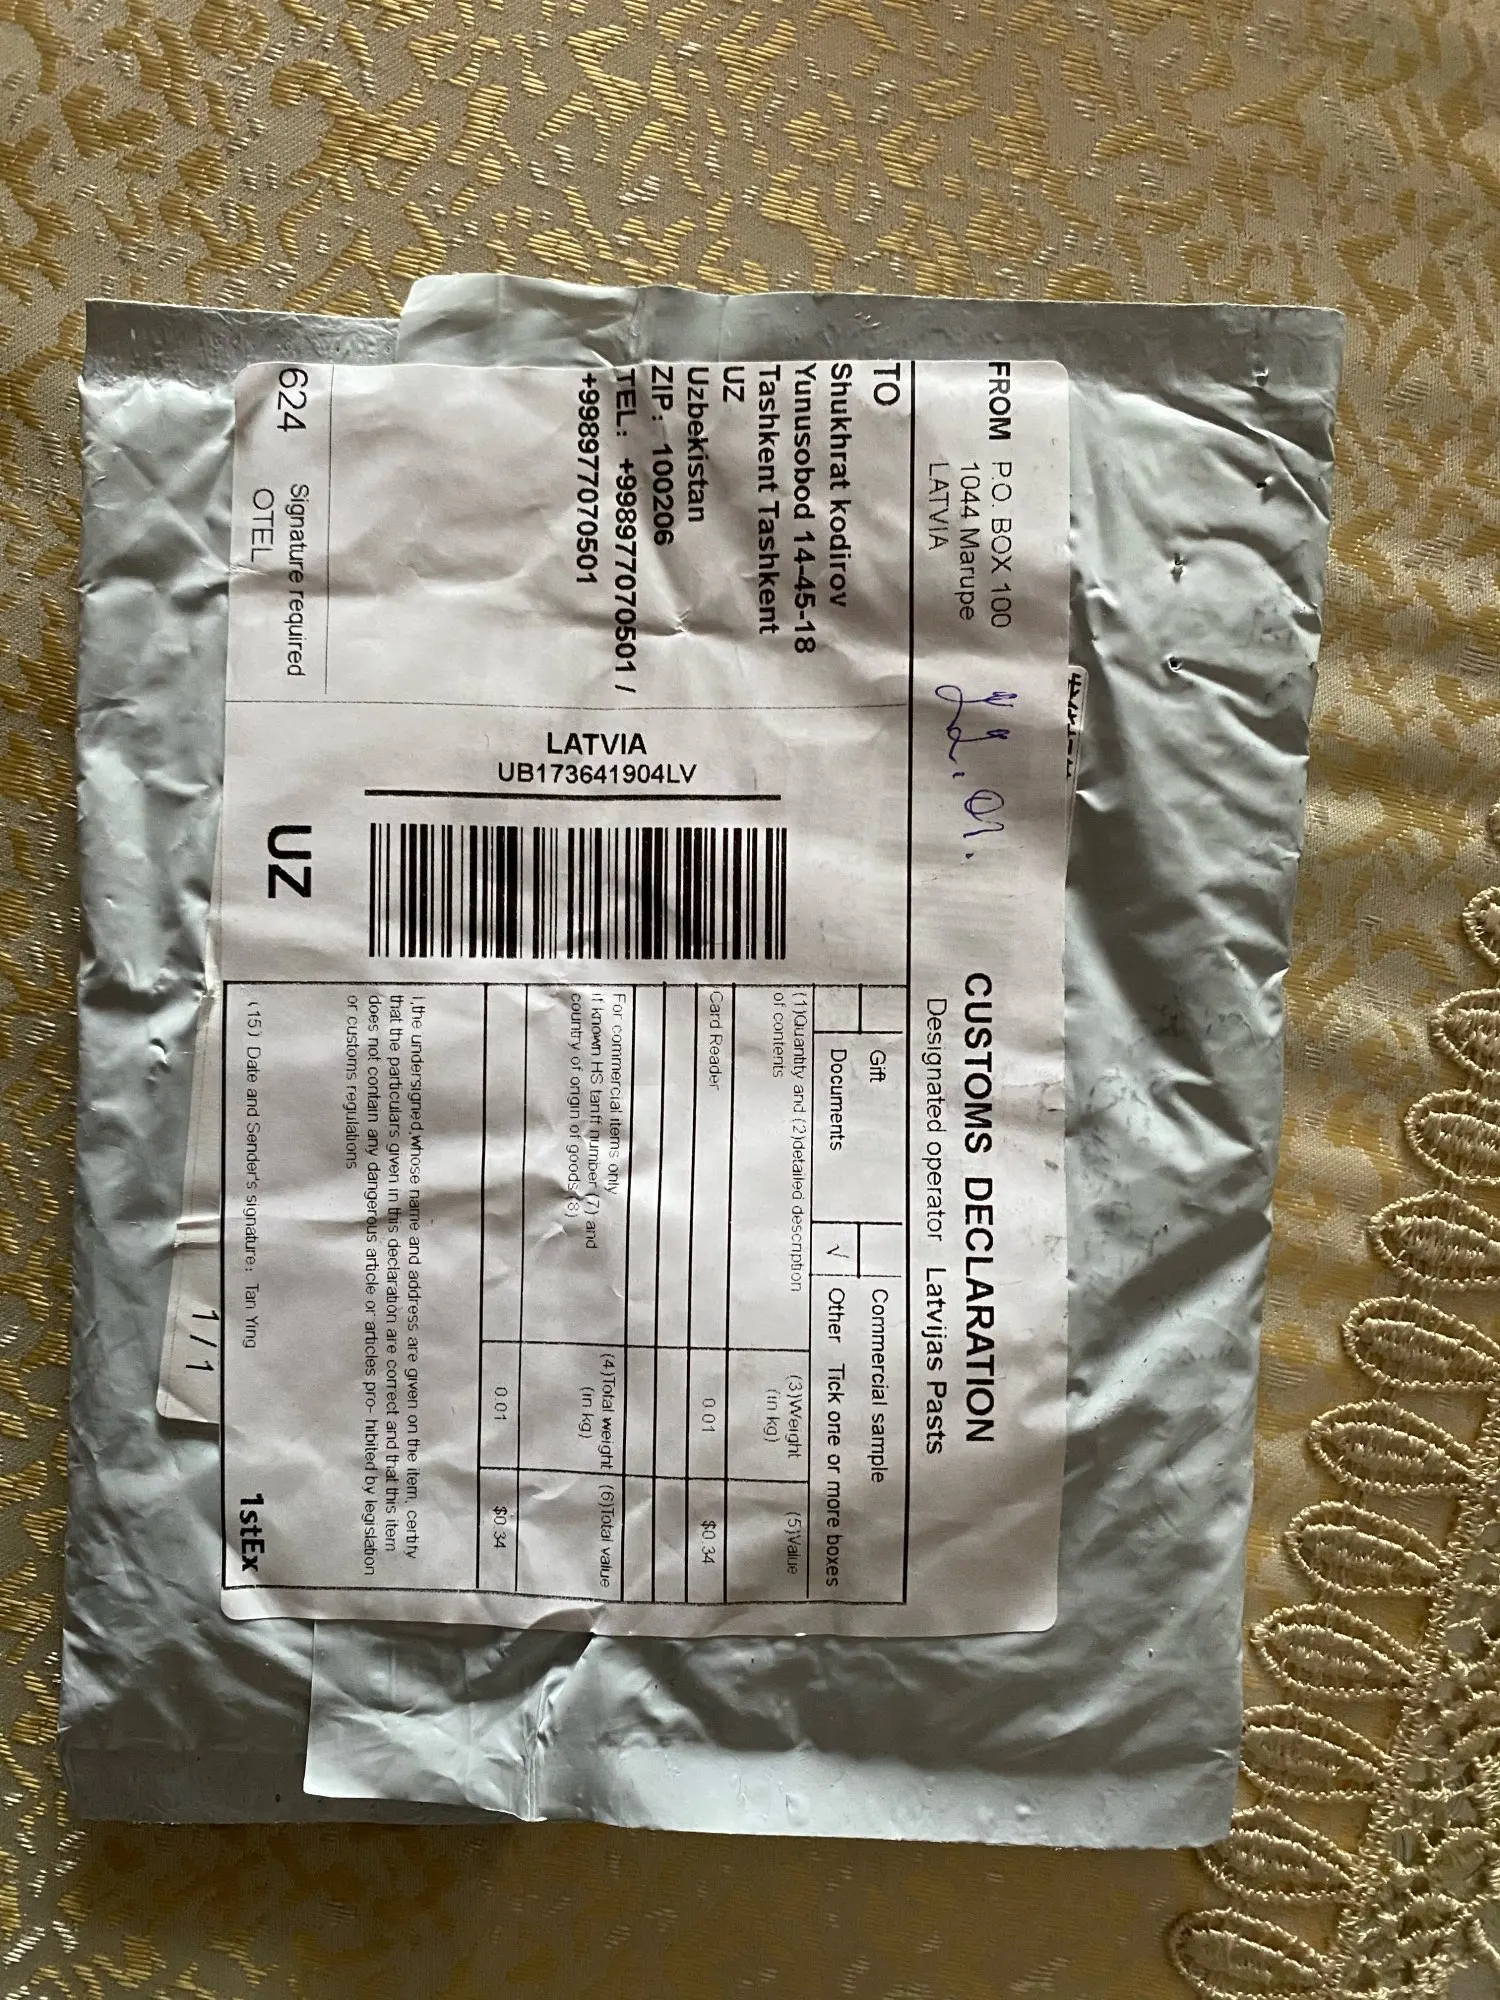 FROM P.O. BOX 100
1044 Marupe
LATVIA
22.01.
CUSTOMS DECLARATION
Designated operator Latvijas Pasts
TO
Shukhrat kodirov
Yunusobod 14-45-18
Tashkent Tashkent
UZ
Uzbekistan
ZIP: 100206
TEL: +998977070501 /
+998977070501
624 Signature required
OTEL
LATVIA
UB173641904LV
UZ
Gift
Commercial sample
Documents
√ Other Tick one or more boxes
(1)Quantity and (2)detailed description
of contents
(3)Weight
(in kg)
(5)Value
Card Reader 0.01 $0.34
For commercial items only
If known HS tariff number (7) and
country of origin of goods(8)
(4)Total weight
(in kg)
(6)Total value
0.01 $0.34
I,the undersigned,whose name and address are given on the item, certify
that the particulars given in this declaration are correct and that this item
does not contain any dangerous article or articles pro- hibited by legislation
or customs regulations
(15) Date and Sender's signature: Tan Ying
1stEx
1/1